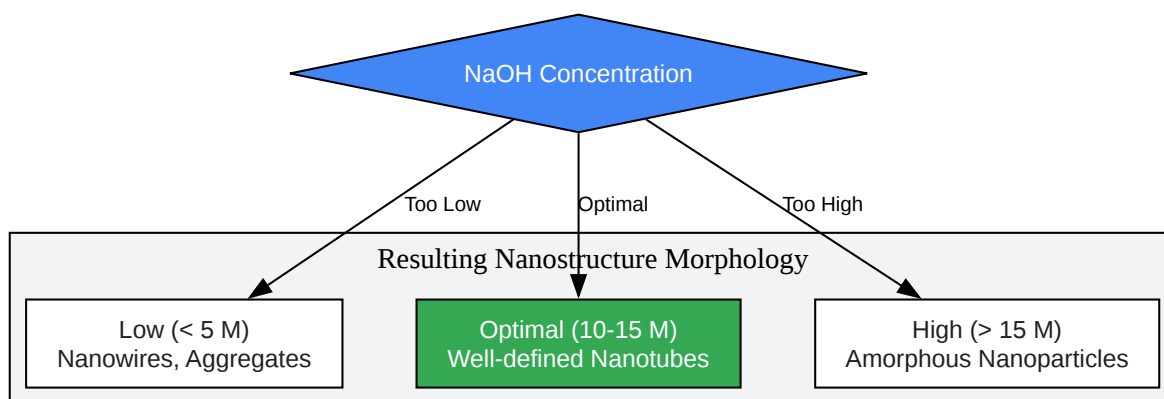 NaOH Concentration
Too Low
Optimal
Too High
Resulting Nanostructure Morphology
Low (< 5 M)
Nanowires, Aggregates
Optimal (10-15 M)
Well-defined Nanotubes
High (> 15 M)
Amorphous Nanoparticles